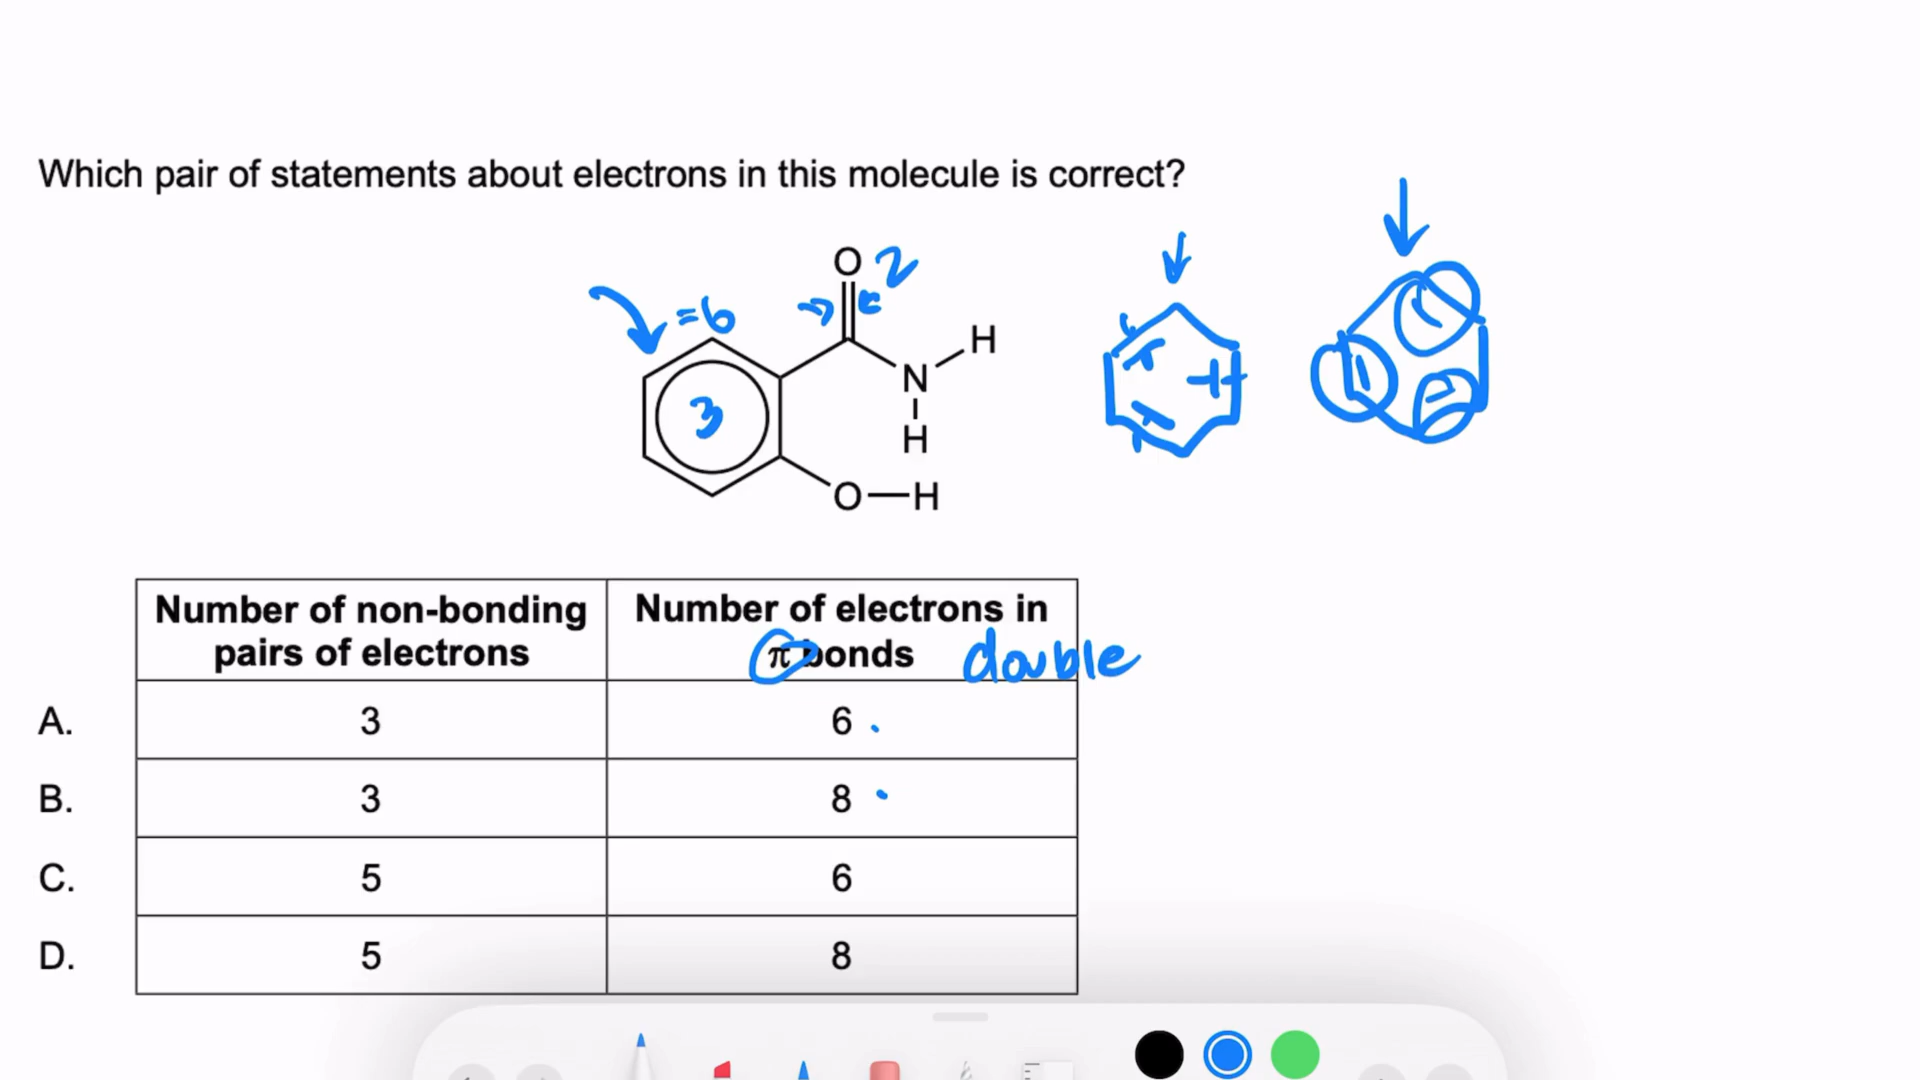 Which pair of statements about electrons in this molecule is correct?
O 2
=6
H
N
3
H
O—H
Number of non-bonding pairs of electrons
Number of electrons in π bonds double
A. 3 6
B. 3 8
C. 5 6
D. 5 8